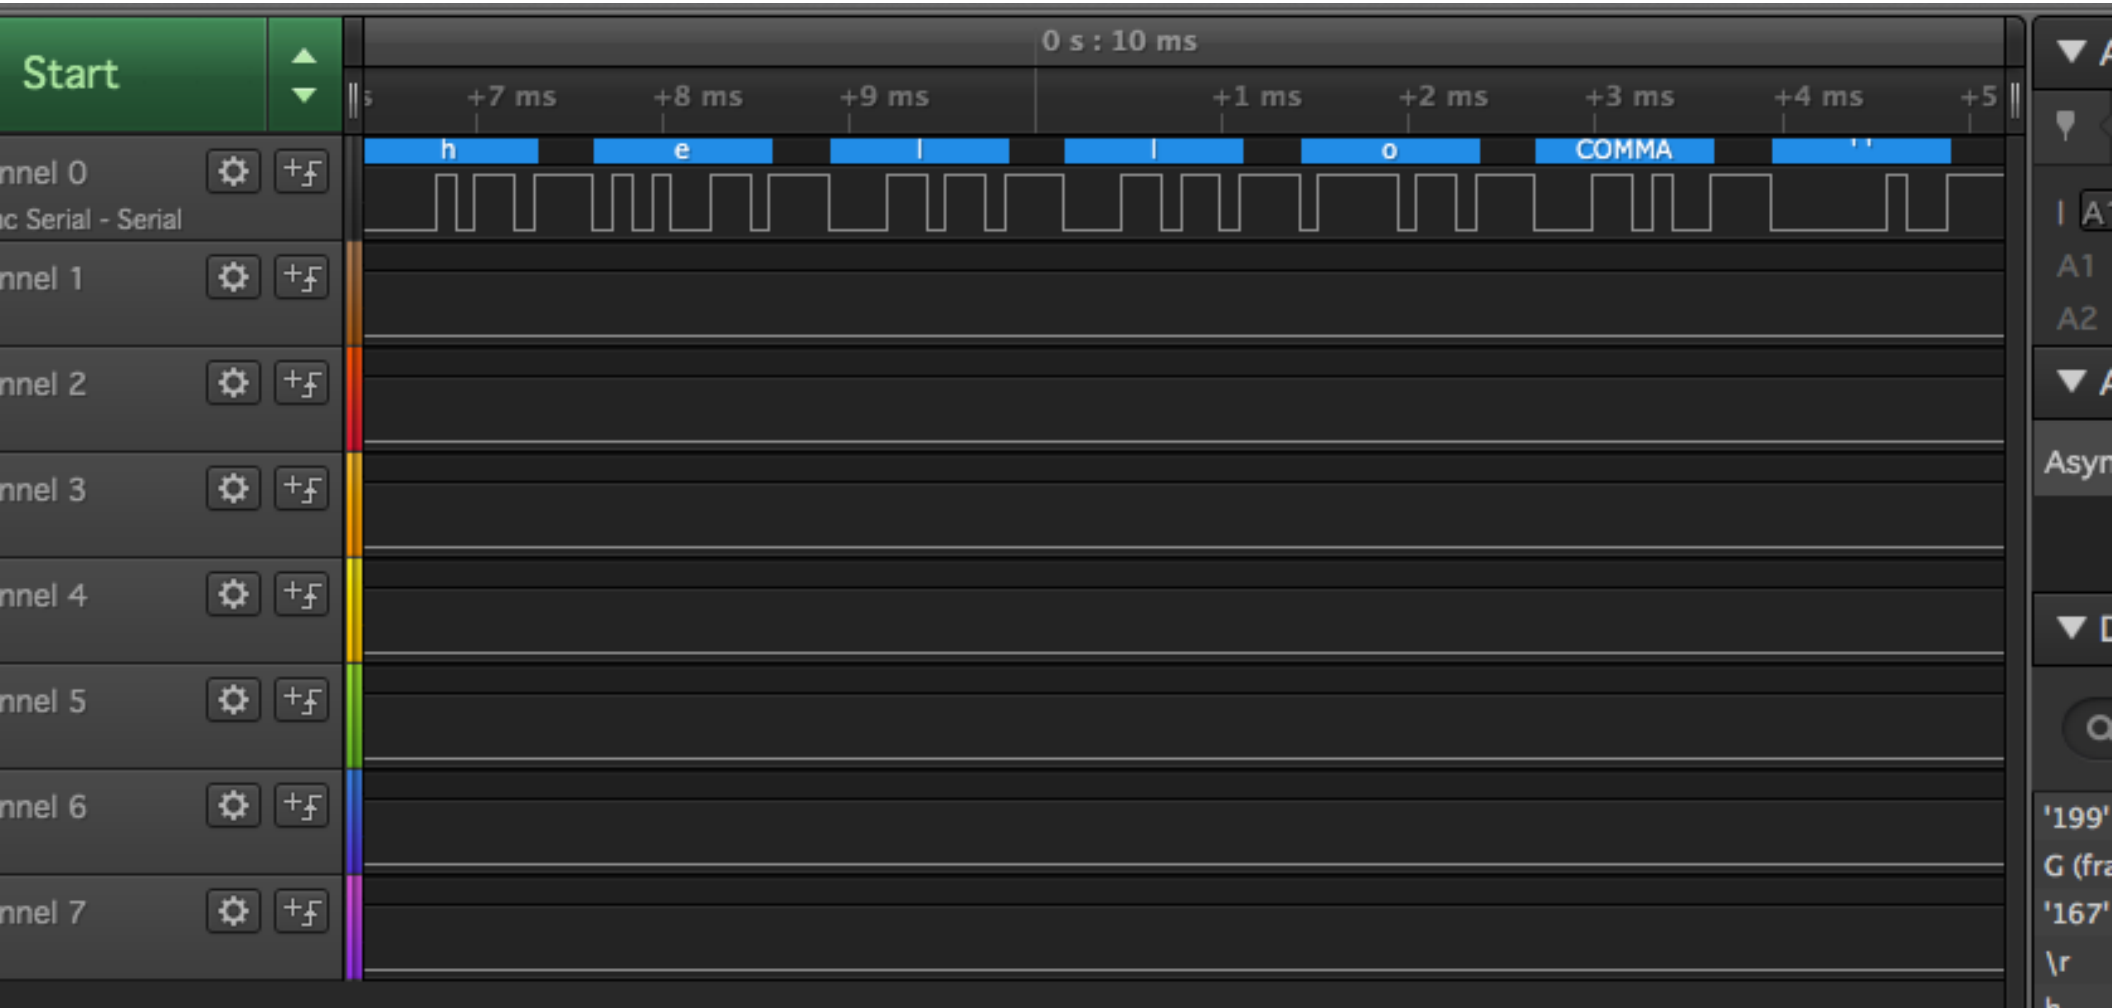 Start
0 s : 10 ms
s +7 ms +8 ms +9 ms +1 ms +2 ms +3 ms +4 ms +5
h e l l o COMMA ' '
nnel 0
nc Serial - Serial
nnel 1
nnel 2
nnel 3
nnel 4
nnel 5
nnel 6
nnel 7
A
A1
A1
A2
A
Asyn
D
'199'
G (fra
'167'
\r
h